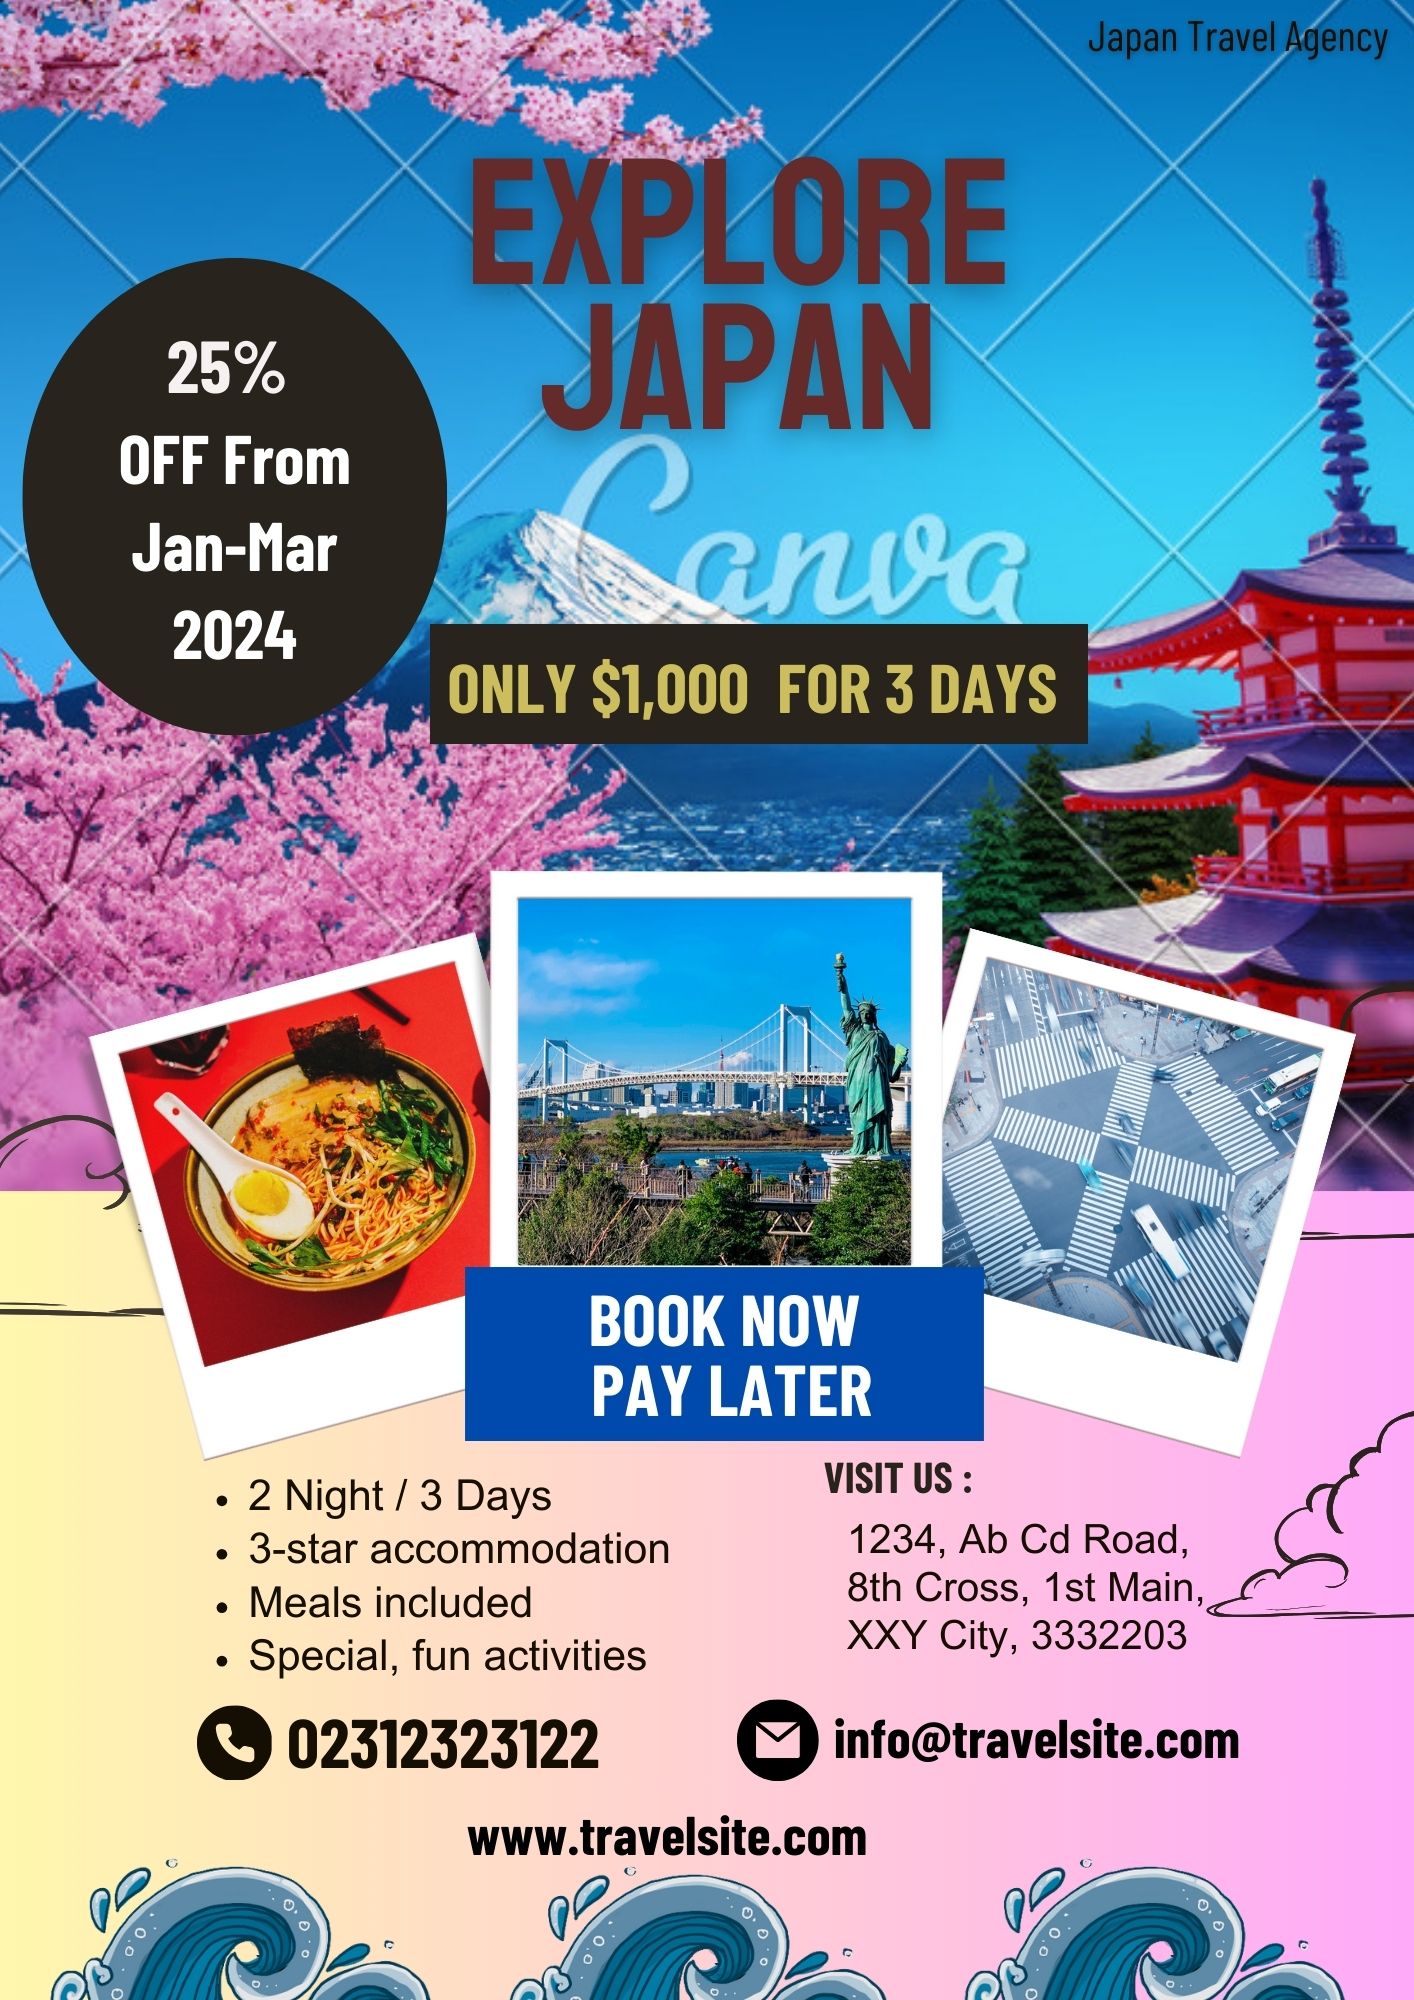 Japan Travel Agency
EXPLORE
JAPAN
25%
OFF From
Jan-Mar
2024
Canva
ONLY $1,000 FOR 3 DAYS
BOOK NOW
PAY LATER
• 2 Night / 3 Days
• 3-star accommodation
• Meals included
• Special, fun activities
VISIT US :
1234, Ab Cd Road,
8th Cross, 1st Main,
XXY City, 3332203
02312323122
info@travelsite.com
www.travelsite.com